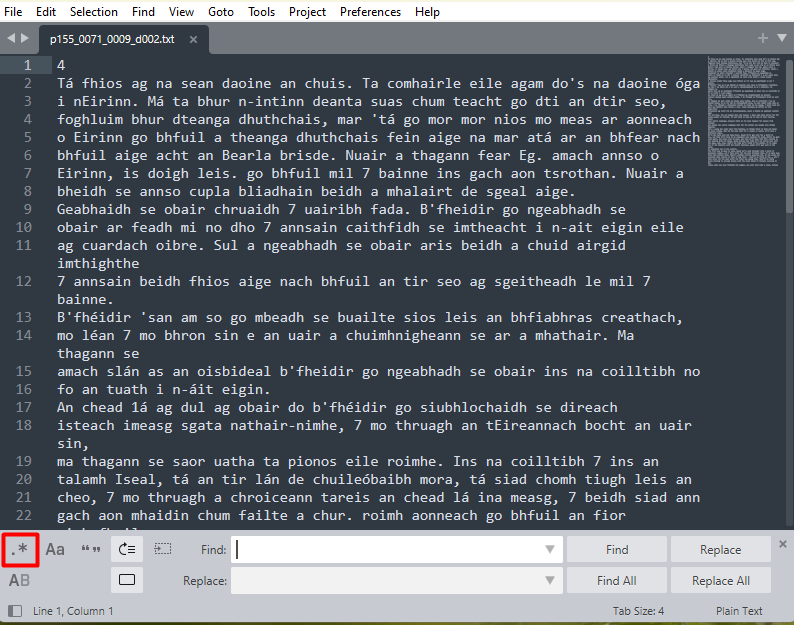 File Edit Selection Find View Goto Tools Project Preferences Help
p155_0071_0009_d002.txt ×
1 4
2 Tá fhios ag na sean daoine an chuis. Ta comhairle eile agam do's na daoine óga
3 i nEirinn. Má ta bhur n-intinn deanta suas chum teacht go dti an dtir seo,
4 foghluim bhur dteanga dhuthchais, mar 'tá go mor mor nios mo meas ar aonneach
5 o Eirinn go bhfuil a theanga dhuthchais fein aige na mar atá ar an bhfear nach
6 bhfuil aige acht an Bearla brisde. Nuair a thagann fear Eg. amach annso o
7 Eirinn, is doigh leis. go bhfuil mil 7 bainne ins gach aon tsrothan. Nuair a
8 bheidh se annso cupla bliadhain beidh a mhalairt de sgeal aige.
9 Geabhaidh se obair chruaidh 7 uairibh fada. B'fheidir go ngeabhadh se
10 obair ar feadh mi no dho 7 annsain caithfidh se imtheacht i n-ait eigin eile
11 ag cuardach oibre. Sul a ngeabhadh se obair aris beidh a chuid airgid
imthighthe
12 7 annsain beidh fhios aige nach bhfuil an tir seo ag sgeitheadh le mil 7
bainne.
13 B'fhéidir 'san am so go mbeadh se buailte sios leis an bhfiabhras creathach,
14 mo léan 7 mo bhron sin e an uair a chuimhnigheann se ar a mhathair. Ma
thagann se
15 amach slán as an oisbideal b'fheidir go ngeabhadh se obair ins na coilltibh no
16 fo an tuath i n-áit eigin.
17 An chead 1á ag dul ag obair do b'fhéidir go siubhlochaidh se direach
18 isteach imeasg sgata nathair-nimhe, 7 mo thruagh an tEireannach bocht an uair
sin,
19 ma thagann se saor uatha ta pionos eile roimhe. Ins na coilltibh 7 ins an
20 talamh Iseal, tá an tir lán de chuileóbaibh mora, tá siad chomh tiugh leis an
21 cheo, 7 mo thruagh a chroiceann tareis an chead lá ina measg, 7 beidh siad ann
22 gach aon mhaidin chum failte a chur. roimh aonneach go bhfuil an fior
.* Aa “” Find: Find Replace ×
AB Replace: Find All Replace All
Line 1, Column 1 Tab Size: 4 Plain Text